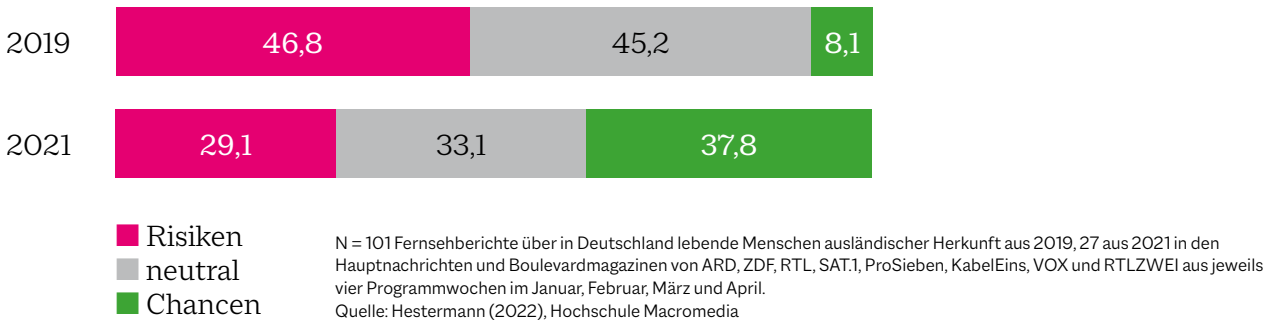 2019 46,8 45,2 8,1
2021 29,1 33,1 37,8
Risiken
neutral
Chancen
N = 101 Fernsehberichte über in Deutschland lebende Menschen ausländischer Herkunft aus 2019, 27 aus 2021 in den
Hauptnachrichten und Boulevardmagazinen von ARD, ZDF, RTL, SAT.1, ProSieben, KabelEins, VOX und RTLZWEI aus jeweils
vier Programmwochen im Januar, Februar, März und April.
Quelle: Hestermann (2022), Hochschule Macromedia